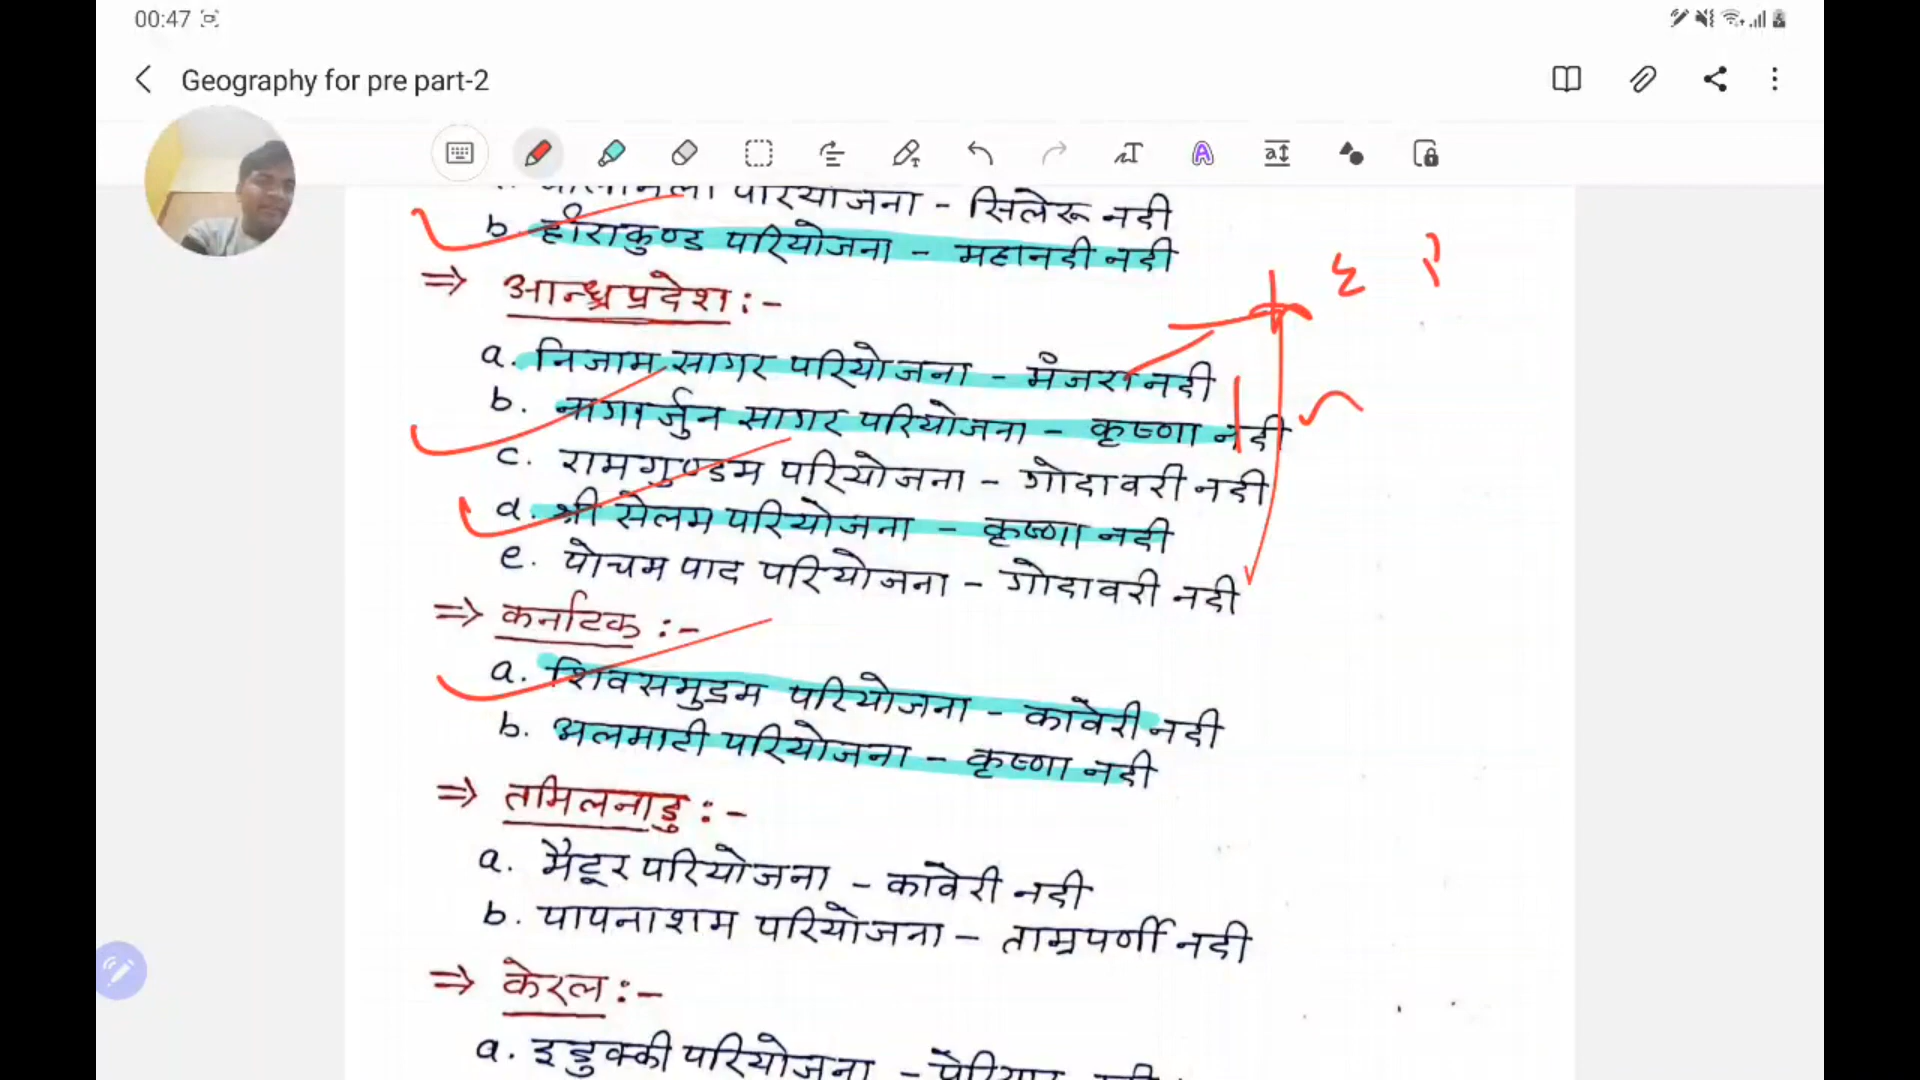 00:47
Geography for pre part-2
परियोजना - सिलेरू नदी
b. हीराकुण्ड परियोजना - महानदी नदी
=> आन्ध्रप्रदेश :-
a. निजाम सागर परियोजना - मंजरा नदी
b. नागार्जुन सागर परियोजना - कृष्णा नदी
c. रामगुण्डम परियोजना - गोदावरी नदी
d. श्री सेलम परियोजना - कृष्णा नदी
e. पोचम पाद परियोजना - गोदावरी नदी
=> कर्नाटक :-
a. शिवसमुद्रम परियोजना - कावेरी नदी
b. अलमाटी परियोजना - कृष्णा नदी
=> तमिलनाडु :-
a. मैटूर परियोजना - कावेरी नदी
b. पापनाशम परियोजना - ताम्रपर्णी नदी
=> केरल :-
a. इडुक्की परियोजना - पेरियार नदी